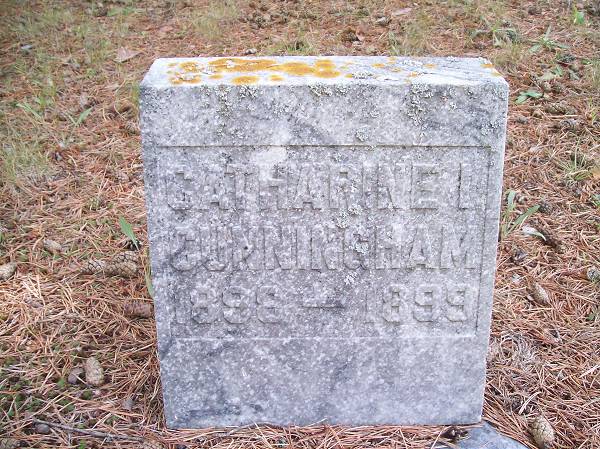 CATHARINE I.
CUNNINGHAM
1898 — 1899